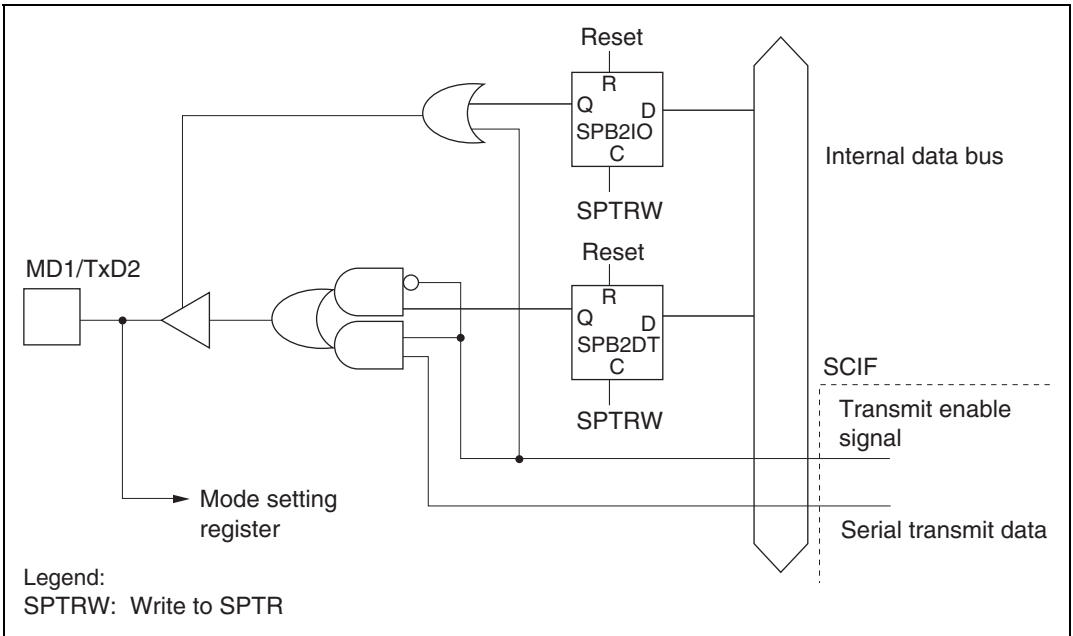 Reset
R
Q
D
SPB2IO
C
SPTRW
Internal data bus
Reset
MD1/TxD2
R
Q
D
SPB2DT
C
SPTRW
SCIF
Transmit enable
signal
Mode setting
register
Serial transmit data
Legend:
SPTRW: Write to SPTR